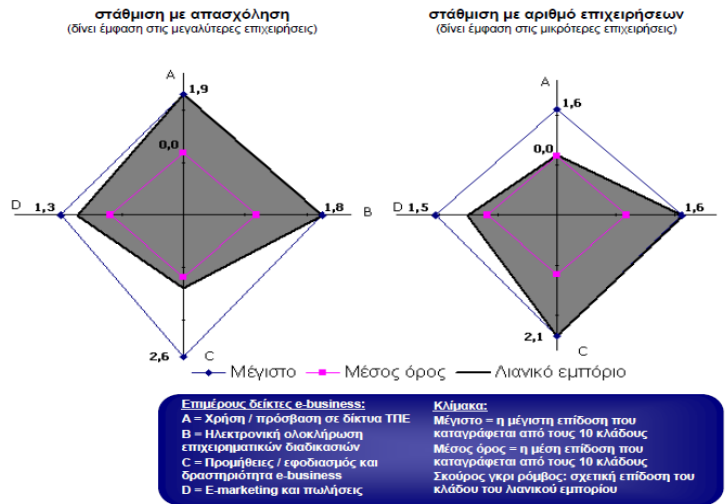 στάθμιση με απασχόληση
(δίνει έμφαση στις μεγαλύτερες επιχειρήσεις)
A
1,9
0,0
D
1,3
1,8
B
2,6
C
στάθμιση με αριθμό επιχειρήσεων
(δίνει έμφαση στις μικρότερες επιχειρήσεις)
A
1,6
0,0
D
1,5
1,6
2,1
C
Μέγιστο Μέσος όρος Λιανικό εμπόριο
Επιμέρους δείκτες e-business:
A = Χρήση / πρόσβαση σε δίκτυα ΤΠΕ
B = Ηλεκτρονική ολοκλήρωση
επιχειρηματικών διαδικασιών
C = Προμήθειες / εφοδιασμός και
δραστηριότητα e-business
D = E-marketing και πωλήσεις
Κλίμακα:
Μέγιστο = η μέγιστη επίδοση που
καταγράφεται από τους 10 κλάδους
Μέσος όρος = η μέση επίδοση που
καταγράφεται από τους 10 κλάδους
Σκούρος γκρι ρόμβος: σχετική επίδοση του
κλάδου του λιανικού εμπορίου